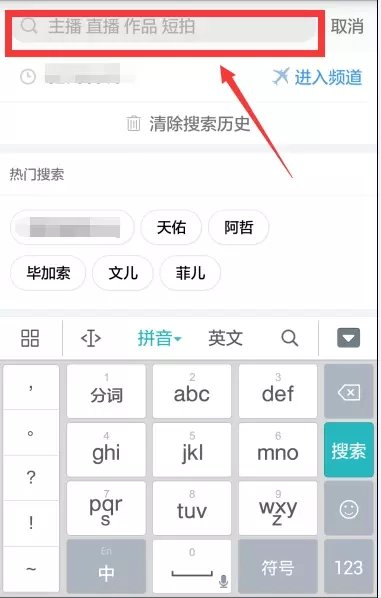 主播 直播 作品 短拍 取消
进入频道
清除搜索历史
热门搜索
天佑 阿哲
毕加索 文儿 菲儿
拼音 英文
， 1 分词 2 abc 3 def
。 4 ghi 5 jkl 6 mno 搜索
？ 7 pqrs 8 tuv 9 wxyz
！ En 中 0 符号 123
~